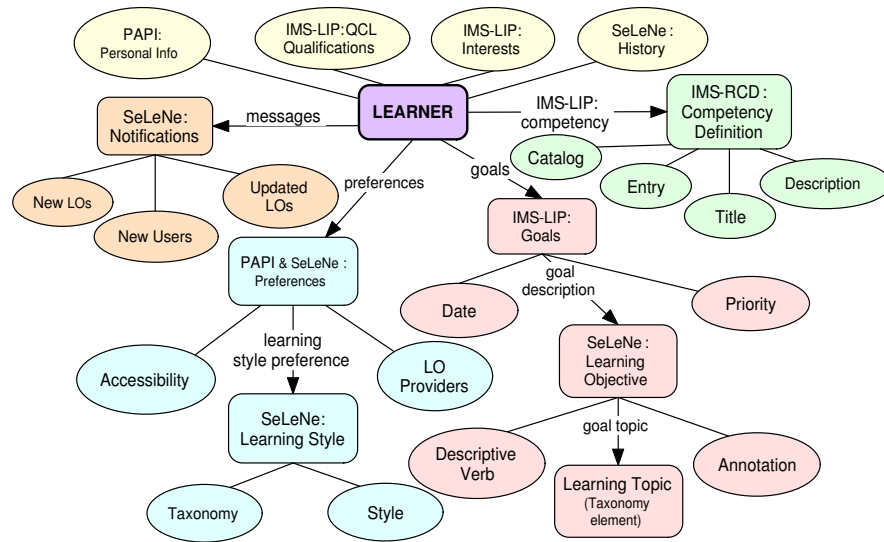 PAPI:
Personal Info
IMS-LIP:QCL
Qualifications
IMS-LIP:
Interests
SeLeNe:
History
LEARNER
messages
IMS-LIP:
competency
SeLeNe:
Notifications
IMS-RCD:
Competency
Definition
preferences
goals
Catalog
Entry
Title
Description
New LOs
New Users
Updated
LOs
IMS-LIP:
Goals
PAPI & SeLeNe:
Preferences
goal
description
Date
Priority
learning
style preference
Accessibility
LO
Providers
SeLeNe:
Learning
Objective
SeLeNe:
Learning Style
goal topic
Descriptive
Verb
Annotation
Learning Topic
(Taxonomy
element)
Taxonomy
Style